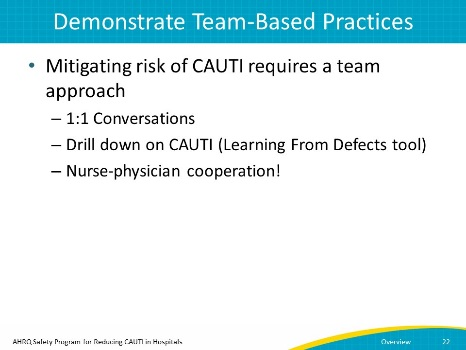 Demonstrate Team-Based Practices
• Mitigating risk of CAUTI requires a team
approach
– 1:1 Conversations
– Drill down on CAUTI (Learning From Defects tool)
– Nurse-physician cooperation!
AHRQ Safety Program for Reducing CAUTI in Hospitals
Overview
22